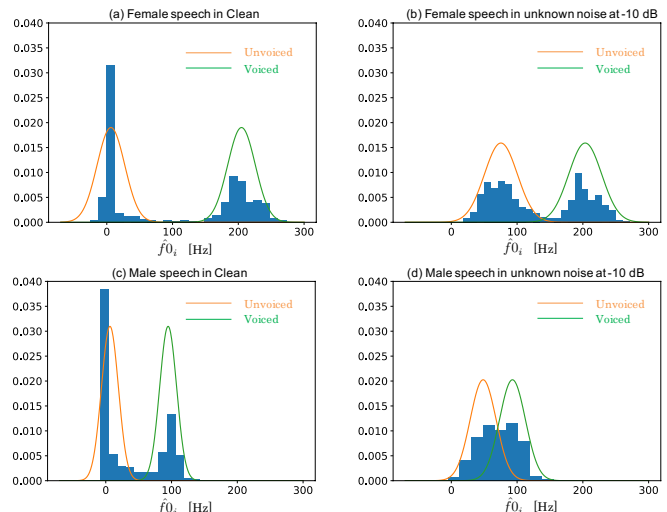 (a) Female speech in Clean
0.040
0.035
0.030
0.025
0.020
0.015
0.010
0.005
0.000
Unvoiced
Voiced
0 100 200 300
f̂0ᵢ [Hz]
(b) Female speech in unknown noise at -10 dB
0.040
0.035
0.030
0.025
0.020
0.015
0.010
0.005
0.000
Unvoiced
Voiced
0 100 200 300
f̂0ᵢ [Hz]
(c) Male speech in Clean
0.040
0.035
0.030
0.025
0.020
0.015
0.010
0.005
0.000
Unvoiced
Voiced
0 100 200 300
f̂0ᵢ [Hz]
(d) Male speech in unknown noise at -10 dB
0.040
0.035
0.030
0.025
0.020
0.015
0.010
0.005
0.000
Unvoiced
Voiced
0 100 200 300
f̂0ᵢ [Hz]